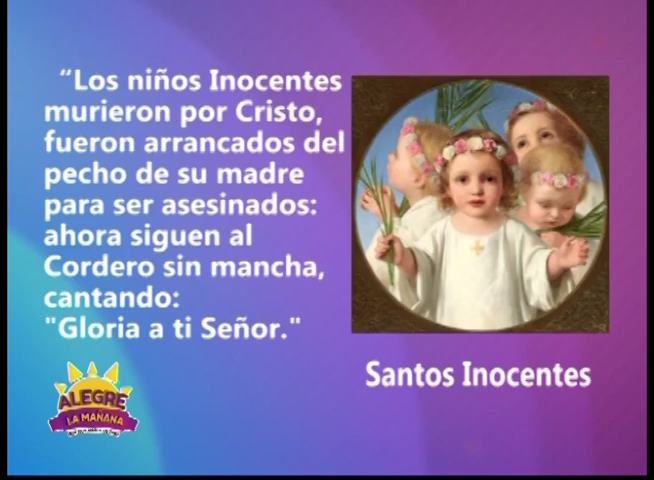 “Los niños Inocentes
murieron por Cristo,
fueron arrancados del
pecho de su madre
para ser asesinados:
ahora siguen al
Cordero sin mancha,
cantando:
"Gloria a ti Señor."
Santos Inocentes
ALEGRE
LA MAÑANA